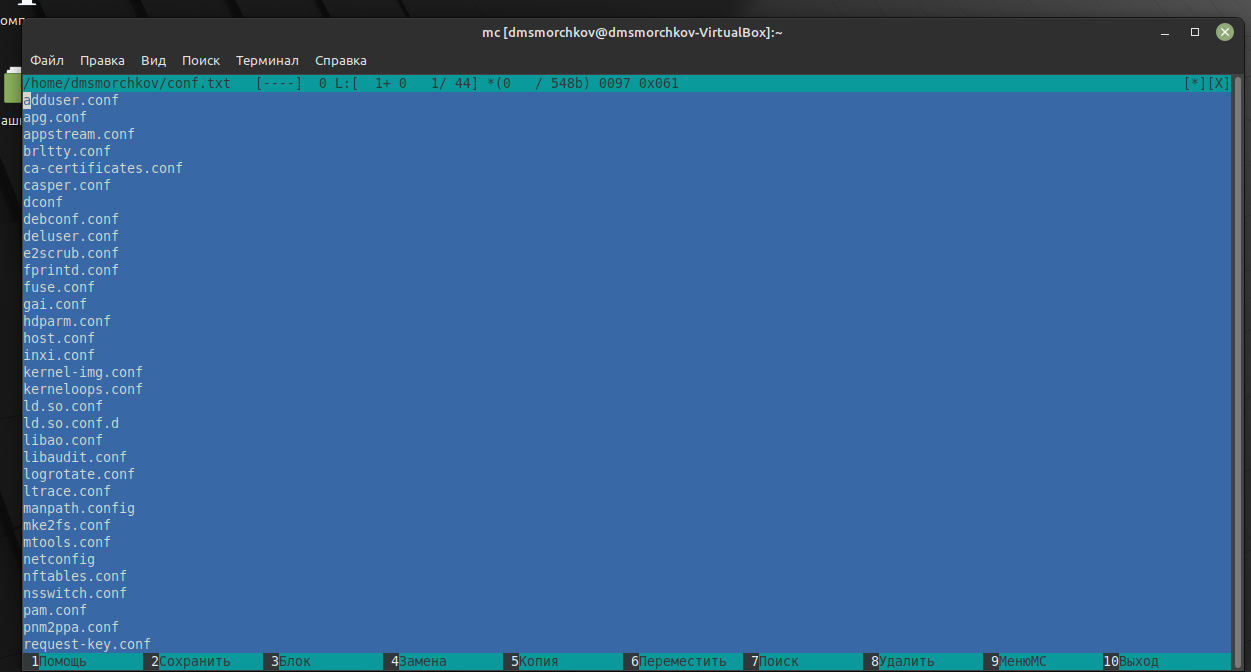 омп
mc [dmsmorchkov@dmsmorchkov-VirtualBox]:~
Файл Правка Вид Поиск Терминал Справка
/home/dmsmorchkov/conf.txt [----] 0 L:[ 1+ 0 1/ 44] *(0 / 548b) 0097 0x061 [*][X]
adduser.conf
apg.conf
аши
appstream.conf
brltty.conf
ca-certificates.conf
casper.conf
dconf
debconf.conf
deluser.conf
e2scrub.conf
fprintd.conf
fuse.conf
gai.conf
hdparm.conf
host.conf
inxi.conf
kernel-img.conf
kerneloops.conf
ld.so.conf
ld.so.conf.d
libao.conf
libaudit.conf
logrotate.conf
ltrace.conf
manpath.config
mke2fs.conf
mtools.conf
netconfig
nftables.conf
nsswitch.conf
pam.conf
pnm2ppa.conf
request-key.conf
1Помощь 2Сохранить 3Блок 4Замена 5Копия 6Переместить 7Поиск 8Удалить 9МенюМС 10Выход